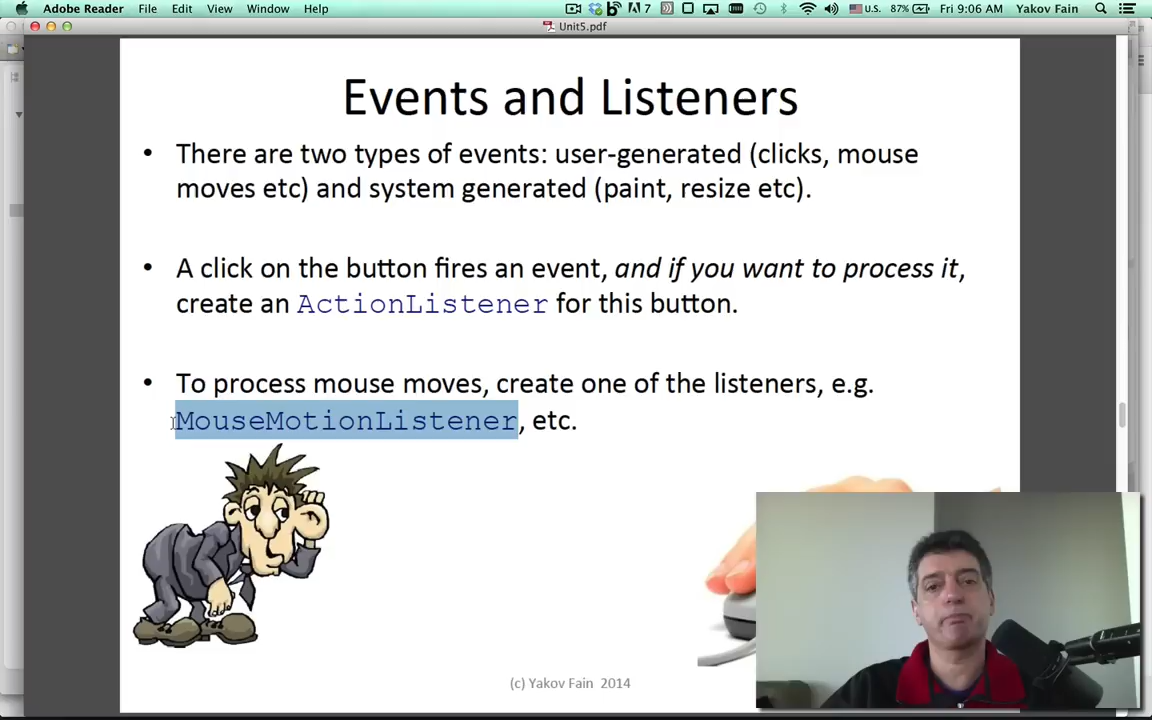 Adobe Reader File Edit View Window Help 7 U.S. 87% Fri 9:06 AM Yakov Fain
Unit5.pdf
Events and Listeners
• There are two types of events: user-generated (clicks, mouse
moves etc) and system generated (paint, resize etc).
• A click on the button fires an event, and if you want to process it,
create an ActionListener for this button.
• To process mouse moves, create one of the listeners, e.g.
MouseMotionListener, etc.
(c) Yakov Fain 2014